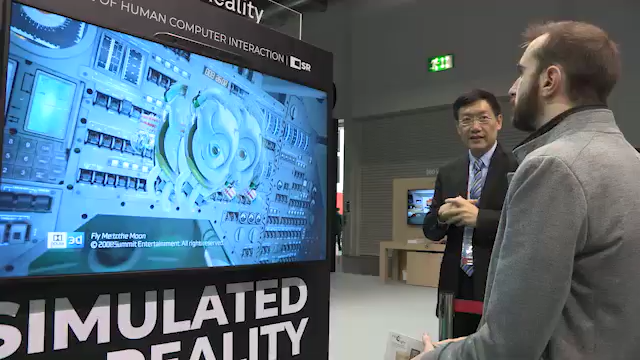 eality
OF HUMAN COMPUTER INTERACTION | SR
3d
Fly Me to the Moon
© 2008 Summit Entertainment. All rights reserved.
SIMULATED
REALITY